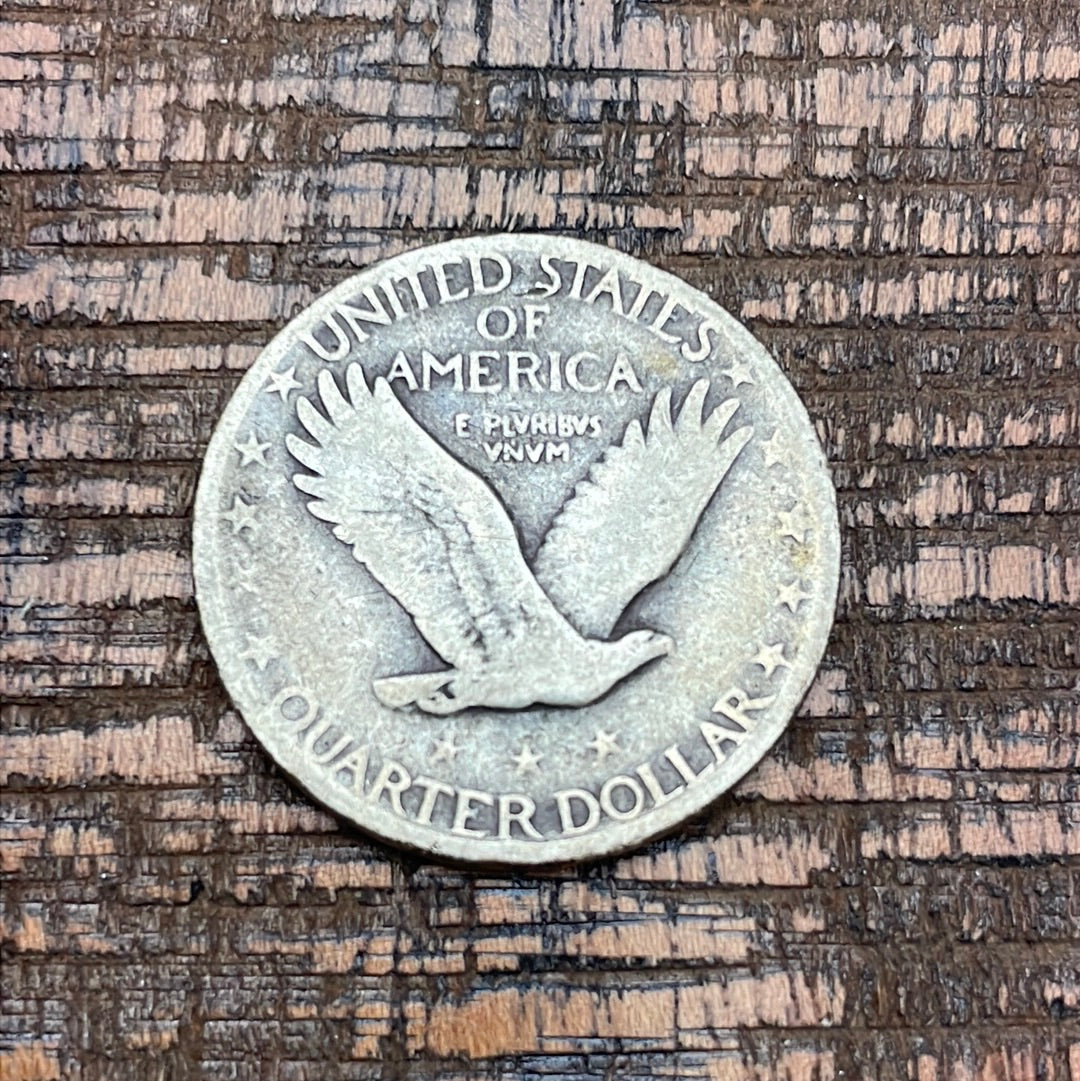 UNITED STATES
OF
AMERICA
E PLVRIBVS
VNVM
QUARTER DOLLAR